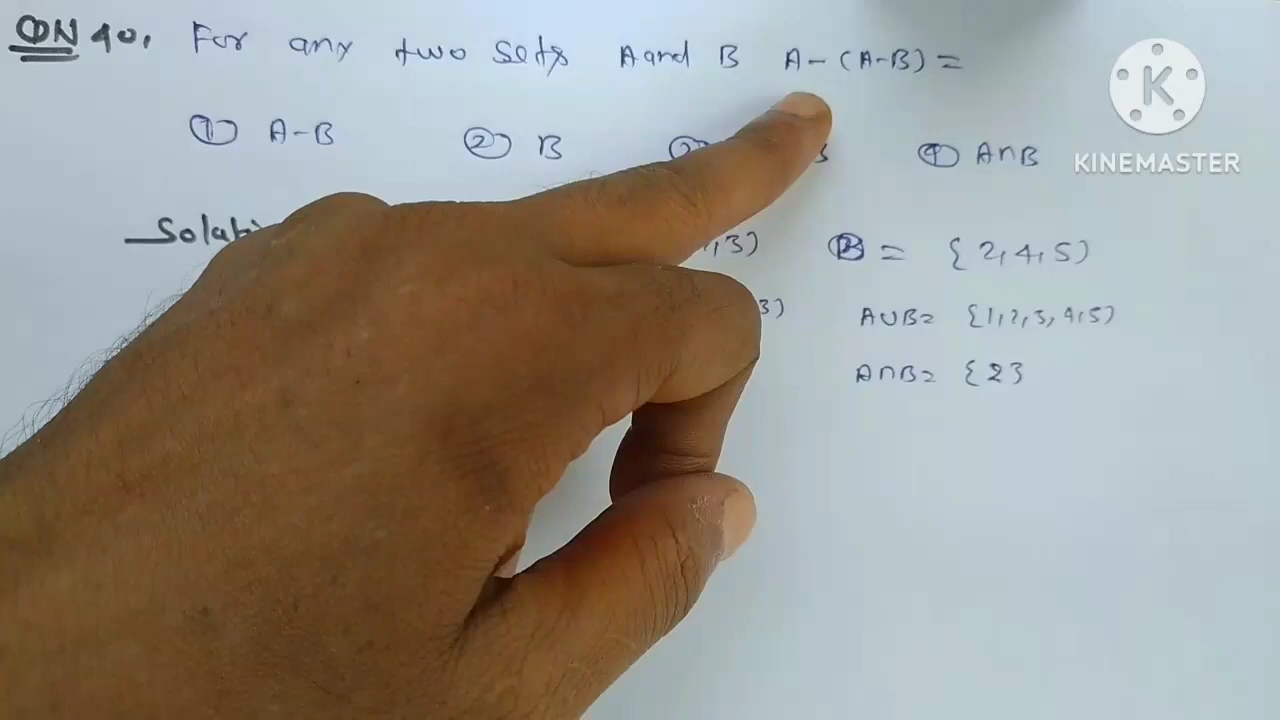 QN 40. For any two sets A and B A-(A-B) =
① A-B ② B ④ A∩B
B = {2,4,5}
A∪B= {1,2,3,4,5}
A∩B= {2}
K
KINEMASTER